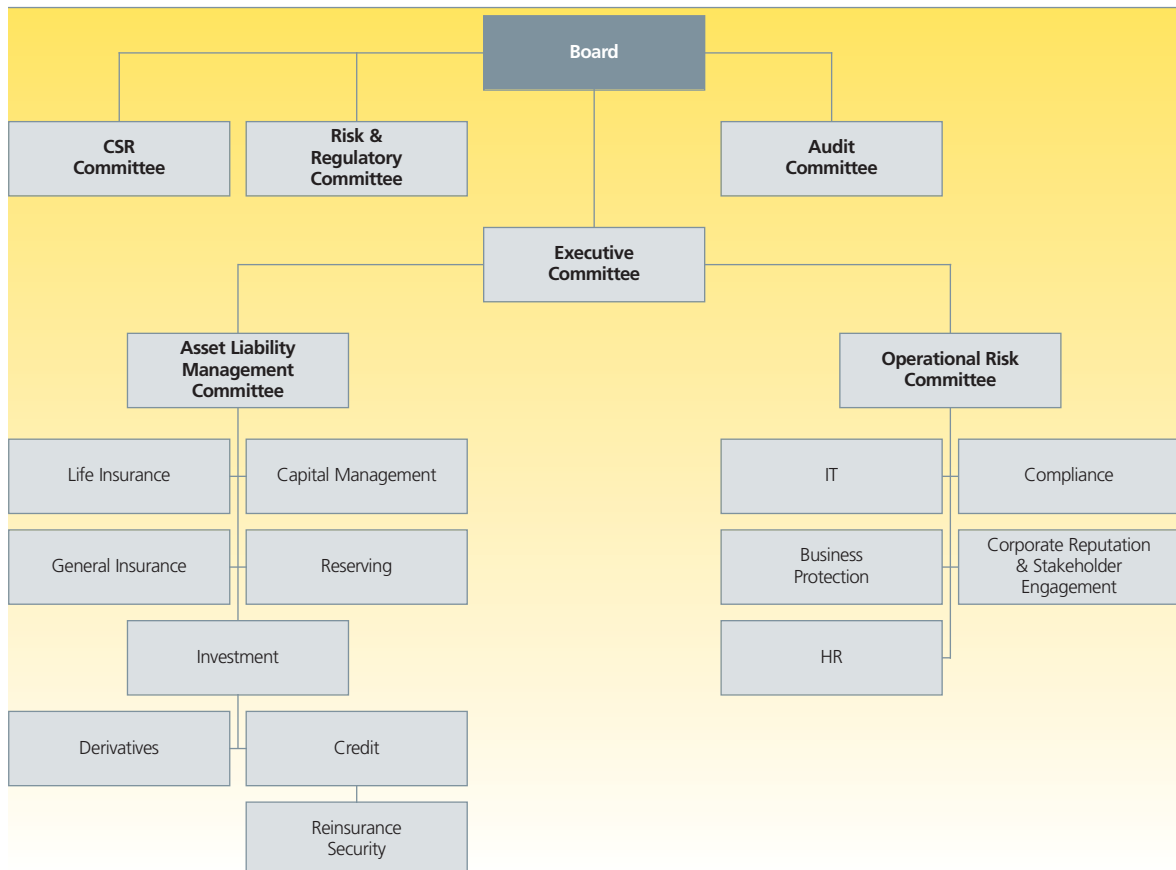 Board
CSR
Committee
Risk &
Regulatory
Committee
Audit
Committee
Executive
Committee
Asset Liability
Management
Committee
Operational Risk
Committee
Life Insurance
Capital Management
IT
Compliance
General Insurance
Reserving
Business
Protection
Corporate Reputation
& Stakeholder
Engagement
Investment
HR
Derivatives
Credit
Reinsurance
Security